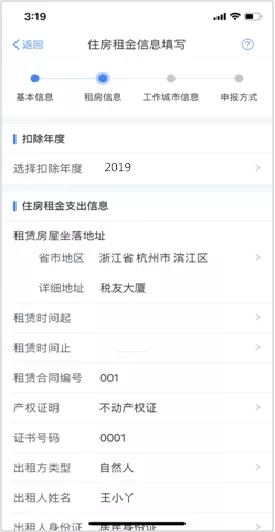 3:19
返回 住房租金信息填写 ?
基本信息 租房信息 工作城市信息 申报方式
扣除年度
选择扣除年度 2019
住房租金支出信息
租赁房屋坐落地址
省市地区 浙江省 杭州市 滨江区
详细地址 税友大厦
租赁时间起
租赁时间止
租赁合同编号 001
产权证明 不动产权证
证书号码 0001
出租方类型 自然人
出租人姓名 王小丫
出租人身份证 居民身份证